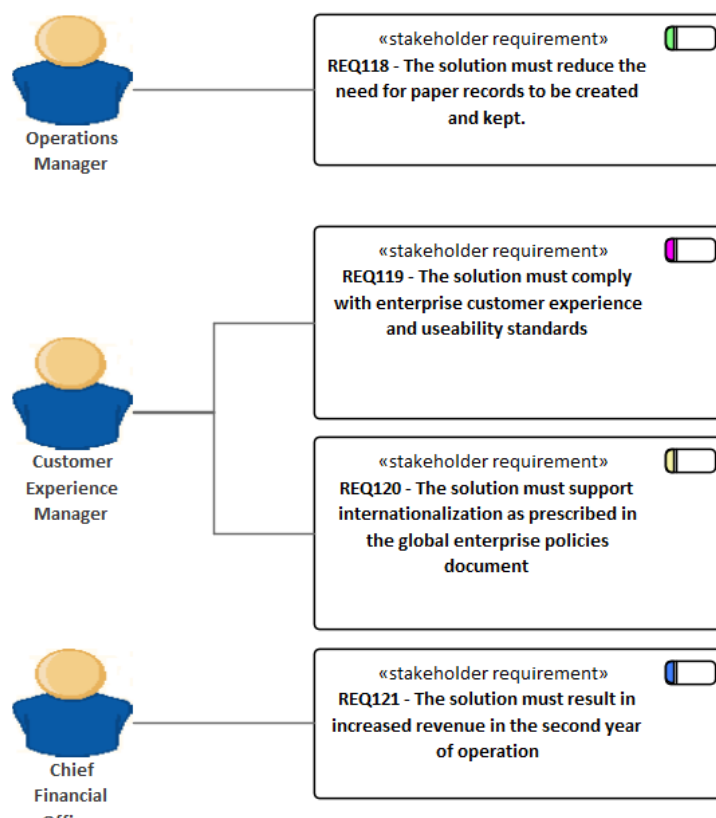 «stakeholder requirement»
REQ118 - The solution must reduce the
need for paper records to be created
and kept.
Operations
Manager
«stakeholder requirement»
REQ119 - The solution must comply
with enterprise customer experience
and useability standards
Customer
Experience
Manager
«stakeholder requirement»
REQ120 - The solution must support
internationalization as prescribed in
the global enterprise policies
document
«stakeholder requirement»
REQ121 - The solution must result in
increased revenue in the second year
of operation
Chief
Financial